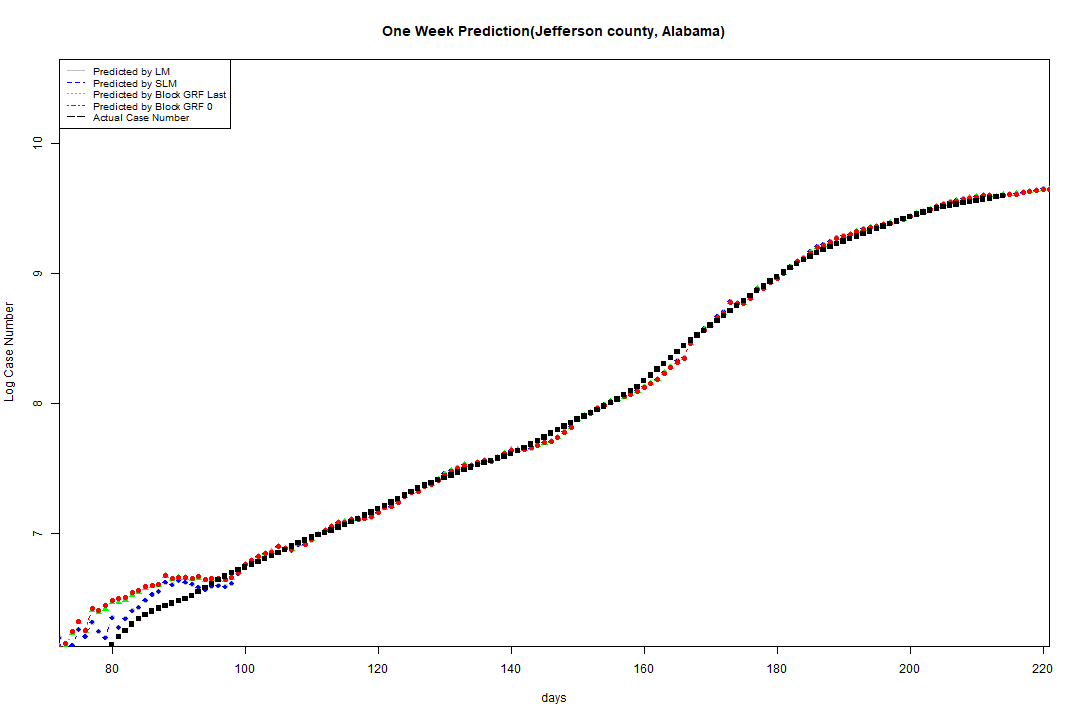 One Week Prediction(Jefferson county, Alabama)
Predicted by LM
Predicted by SLM
Predicted by Block GRF Last
Predicted by Block GRF 0
Actual Case Number
10
9
8
7
Log Case Number
80 100 120 140 160 180 200 220
days